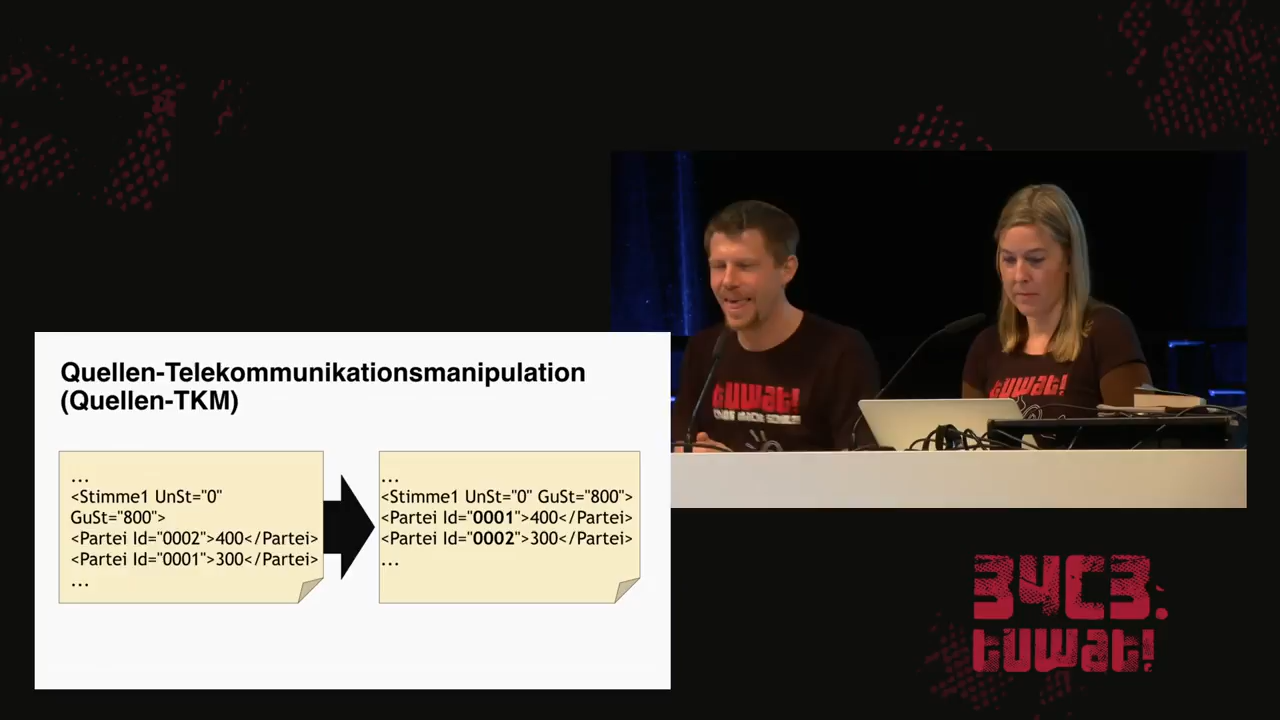 Quellen-Telekommunikationsmanipulation
(Quellen-TKM)
...
<Stimme1 UnSt="0"
GuSt="800">
<Partei Id="0002">400</Partei>
<Partei Id="0001">300</Partei>
...
...
<Stimme1 UnSt="0" GuSt="800">
<Partei Id="0001">400</Partei>
<Partei Id="0002">300</Partei>
...
tuwat!
tuwat!
34C3.
tuwat!